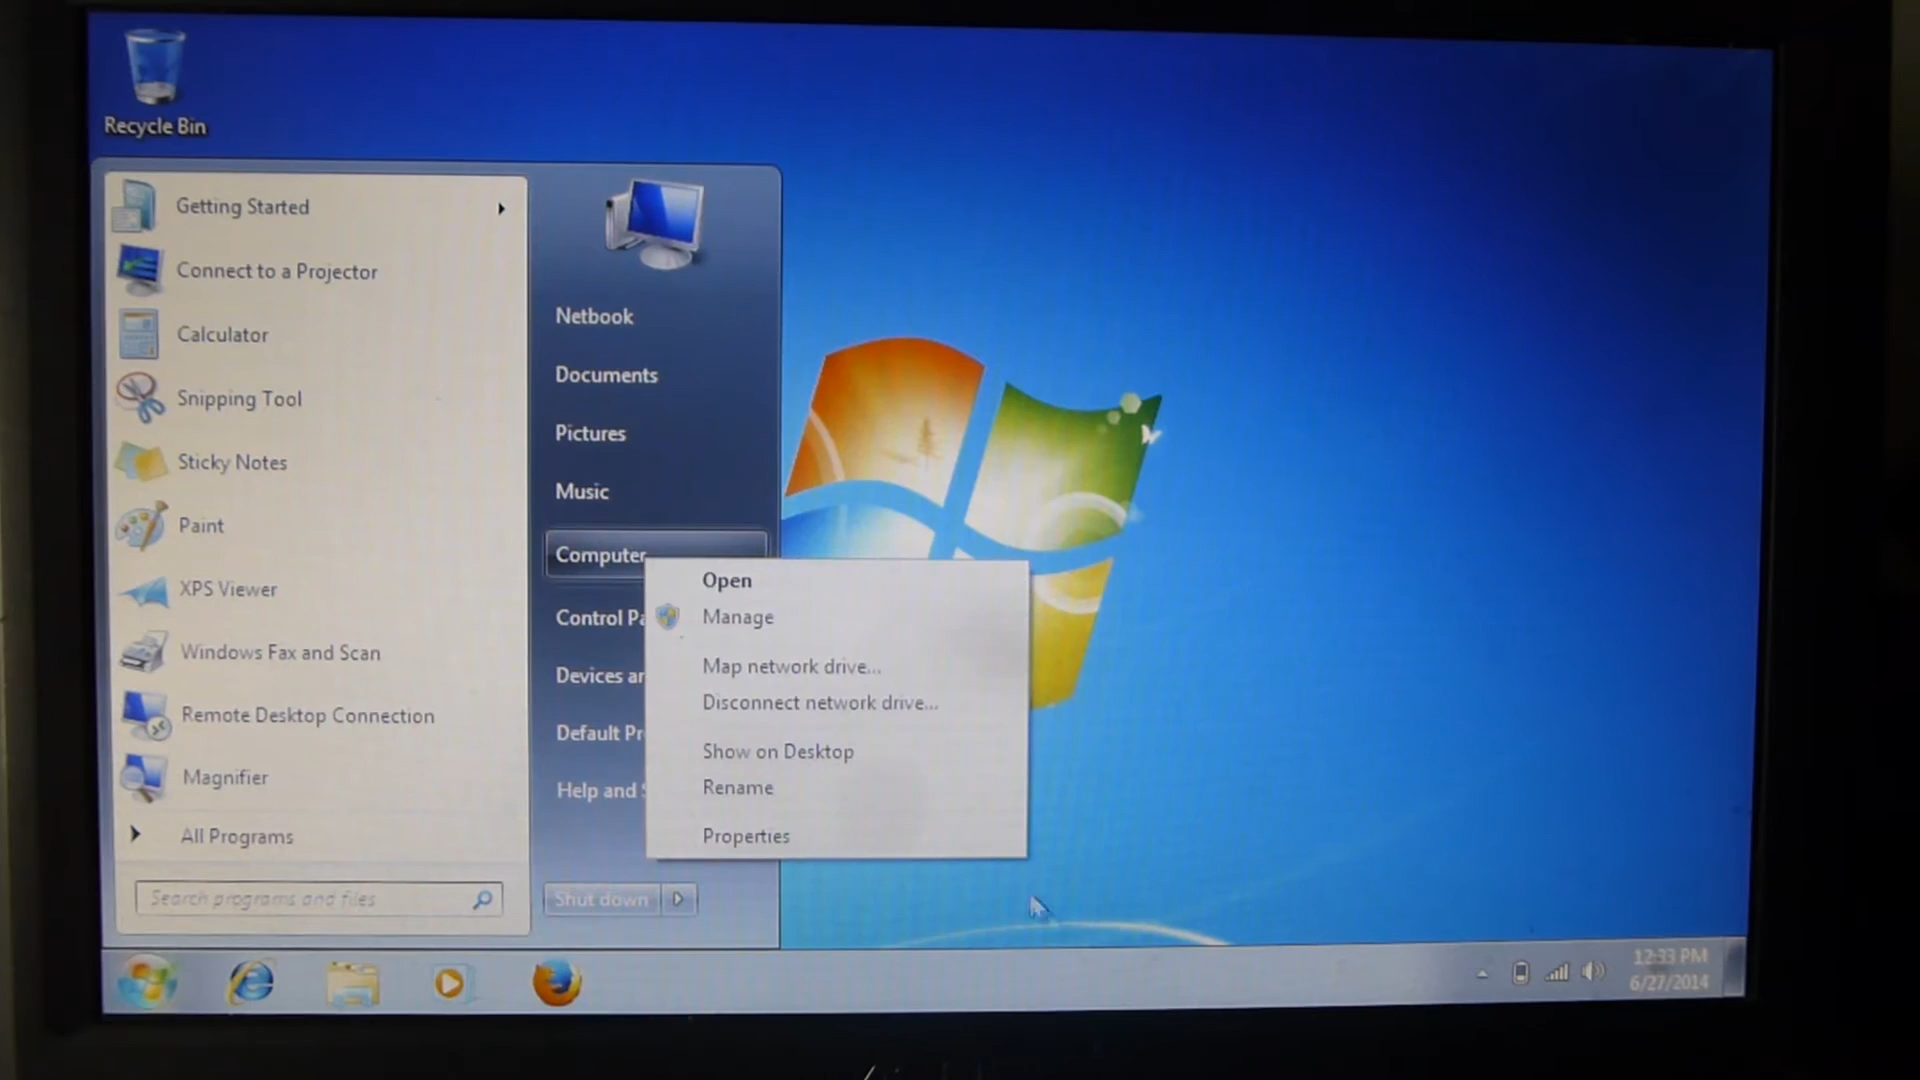 Recycle Bin
Getting Started
Connect to a Projector
Calculator
Snipping Tool
Sticky Notes
Paint
XPS Viewer
Windows Fax and Scan
Remote Desktop Connection
Magnifier
All Programs
Search programs and files
Netbook
Documents
Pictures
Music
Computer
Control Pa
Devices ar
Default Pr
Help and S
Shut down
Open
Manage
Map network drive...
Disconnect network drive...
Show on Desktop
Rename
Properties
12:33 PM
6/27/2014